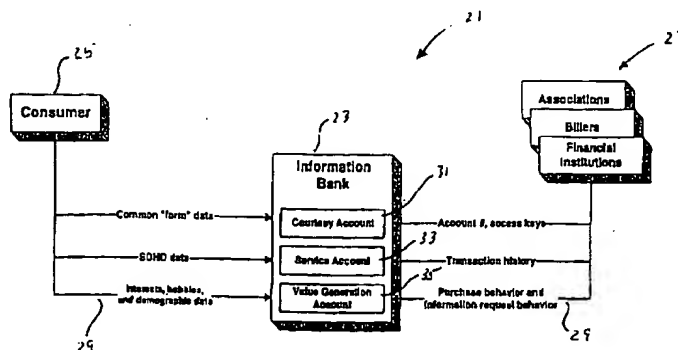 21
25
Consumer
23
Information
Bank
31
Courtesy Account
33
Service Account
35
Value Generation
Account
Common "form" data
SOHO data
Interests, hobbies,
and demographic data
29
2
Associations
Billers
Financial
Institutions
Account #, access keys
Transaction history
Purchase behavior and
information request behavior
29